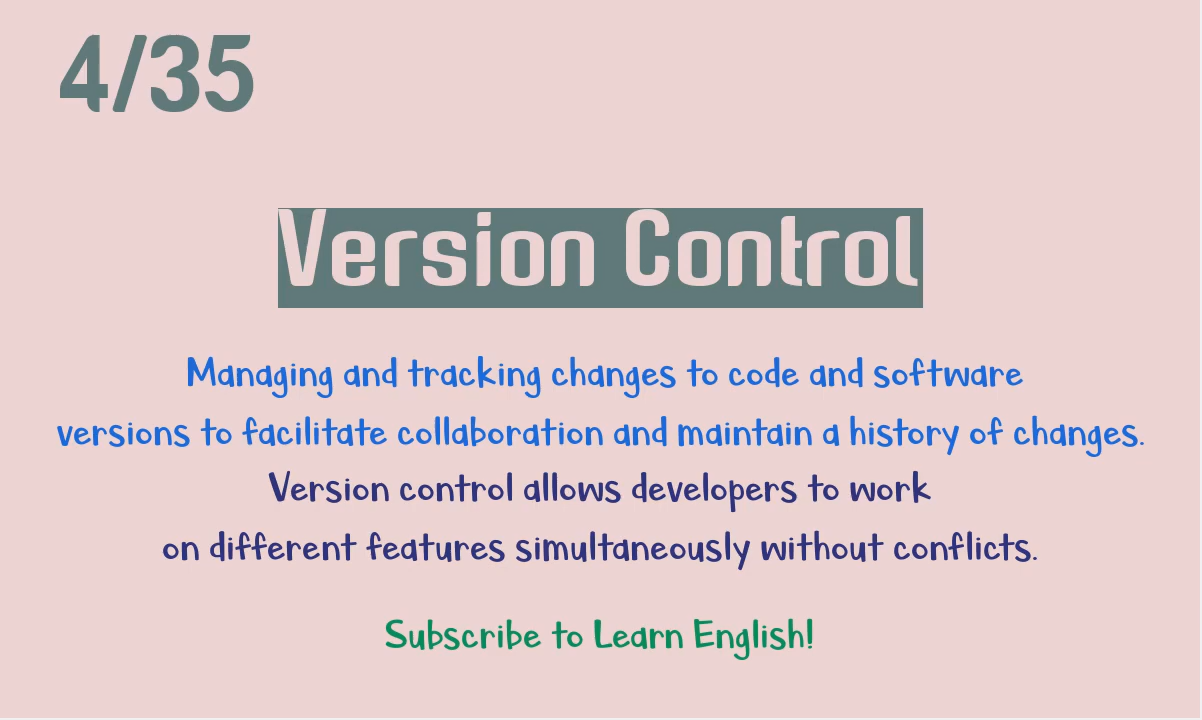 4/35
Version Control
Managing and tracking changes to code and software
versions to facilitate collaboration and maintain a history of changes.
Version control allows developers to work
on different features simultaneously without conflicts.
Subscribe to Learn English!